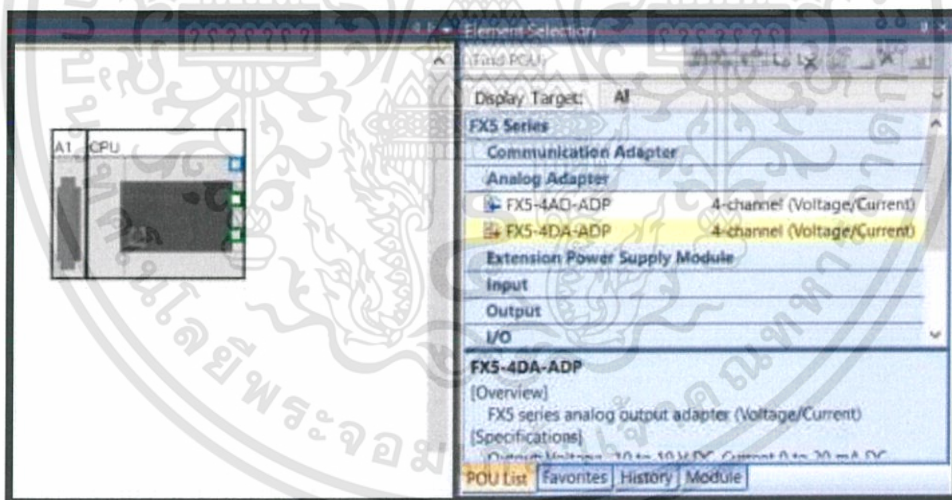 Element Selection
(Find POU)
Display Target: All
FX5 Series
Communication Adapter
Analog Adapter
FX5-4AD-ADP 4-channel (Voltage/Current)
FX5-4DA-ADP 4-channel (Voltage/Current)
Extension Power Supply Module
Input
Output
I/O
FX5-4DA-ADP
[Overview]
FX5 series analog output adapter (Voltage/Current)
[Specifications]
POU List Favorites History Module
A1 CPU